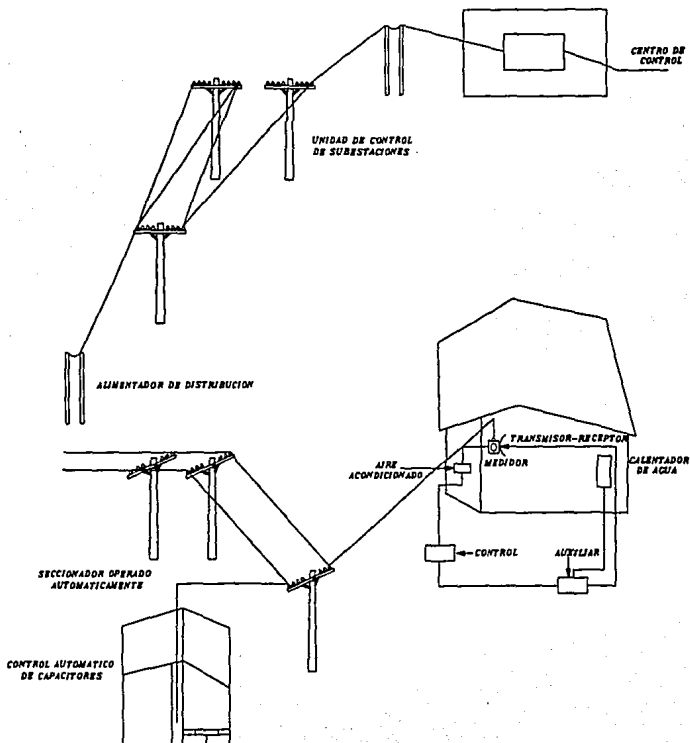 CENTRO DE
CONTROL
UNIDAD DE CONTROL
DE SUBESTACIONES
ALIMENTADOR DE DISTRIBUCION
TRANSMISOR-RECEPTOR
MEDIDOR
AIRE
ACONDICIONADO
CALENTADOR
DE AGUA
CONTROL
AUXILIAR
SECCIONADOR OPERADO
AUTOMATICAMENTE
CONTROL AUTOMATICO
DE CAPACITORES